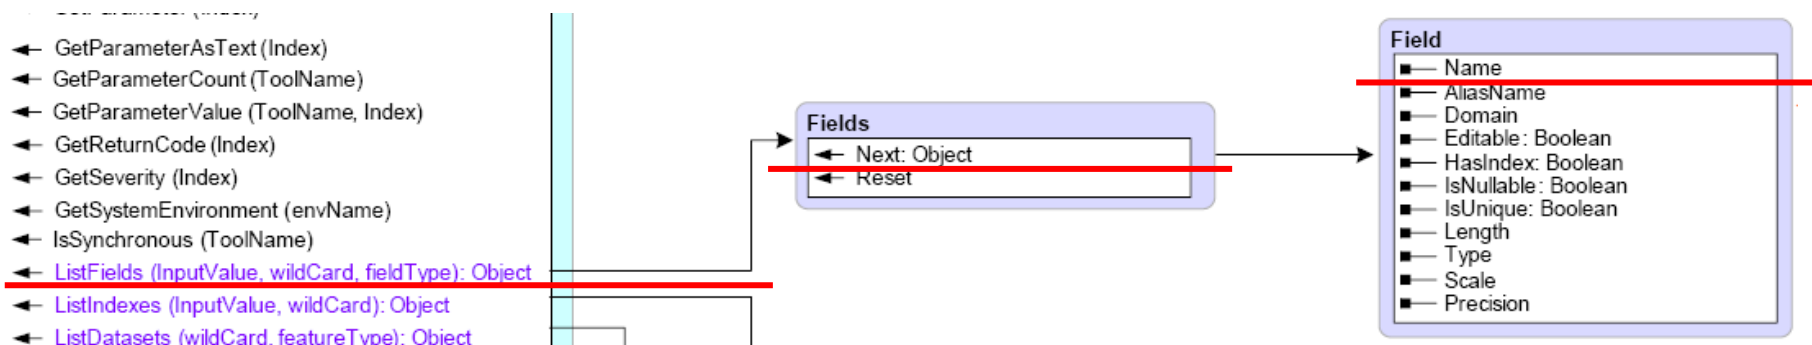 GetParameterAsText (Index)
GetParameterCount (ToolName)
GetParameterValue (ToolName, Index)
GetReturnCode (Index)
GetSeverity (Index)
GetSystemEnvironment (envName)
IsSynchronous (ToolName)
ListFields (InputValue, wildCard, fieldType): Object
ListIndexes (InputValue, wildCard): Object
ListDatasets (wildCard, featureType): Object
Fields
Next: Object
Reset
Field
Name
AliasName
Domain
Editable: Boolean
HasIndex: Boolean
IsNullable: Boolean
IsUnique: Boolean
Length
Type
Scale
Precision